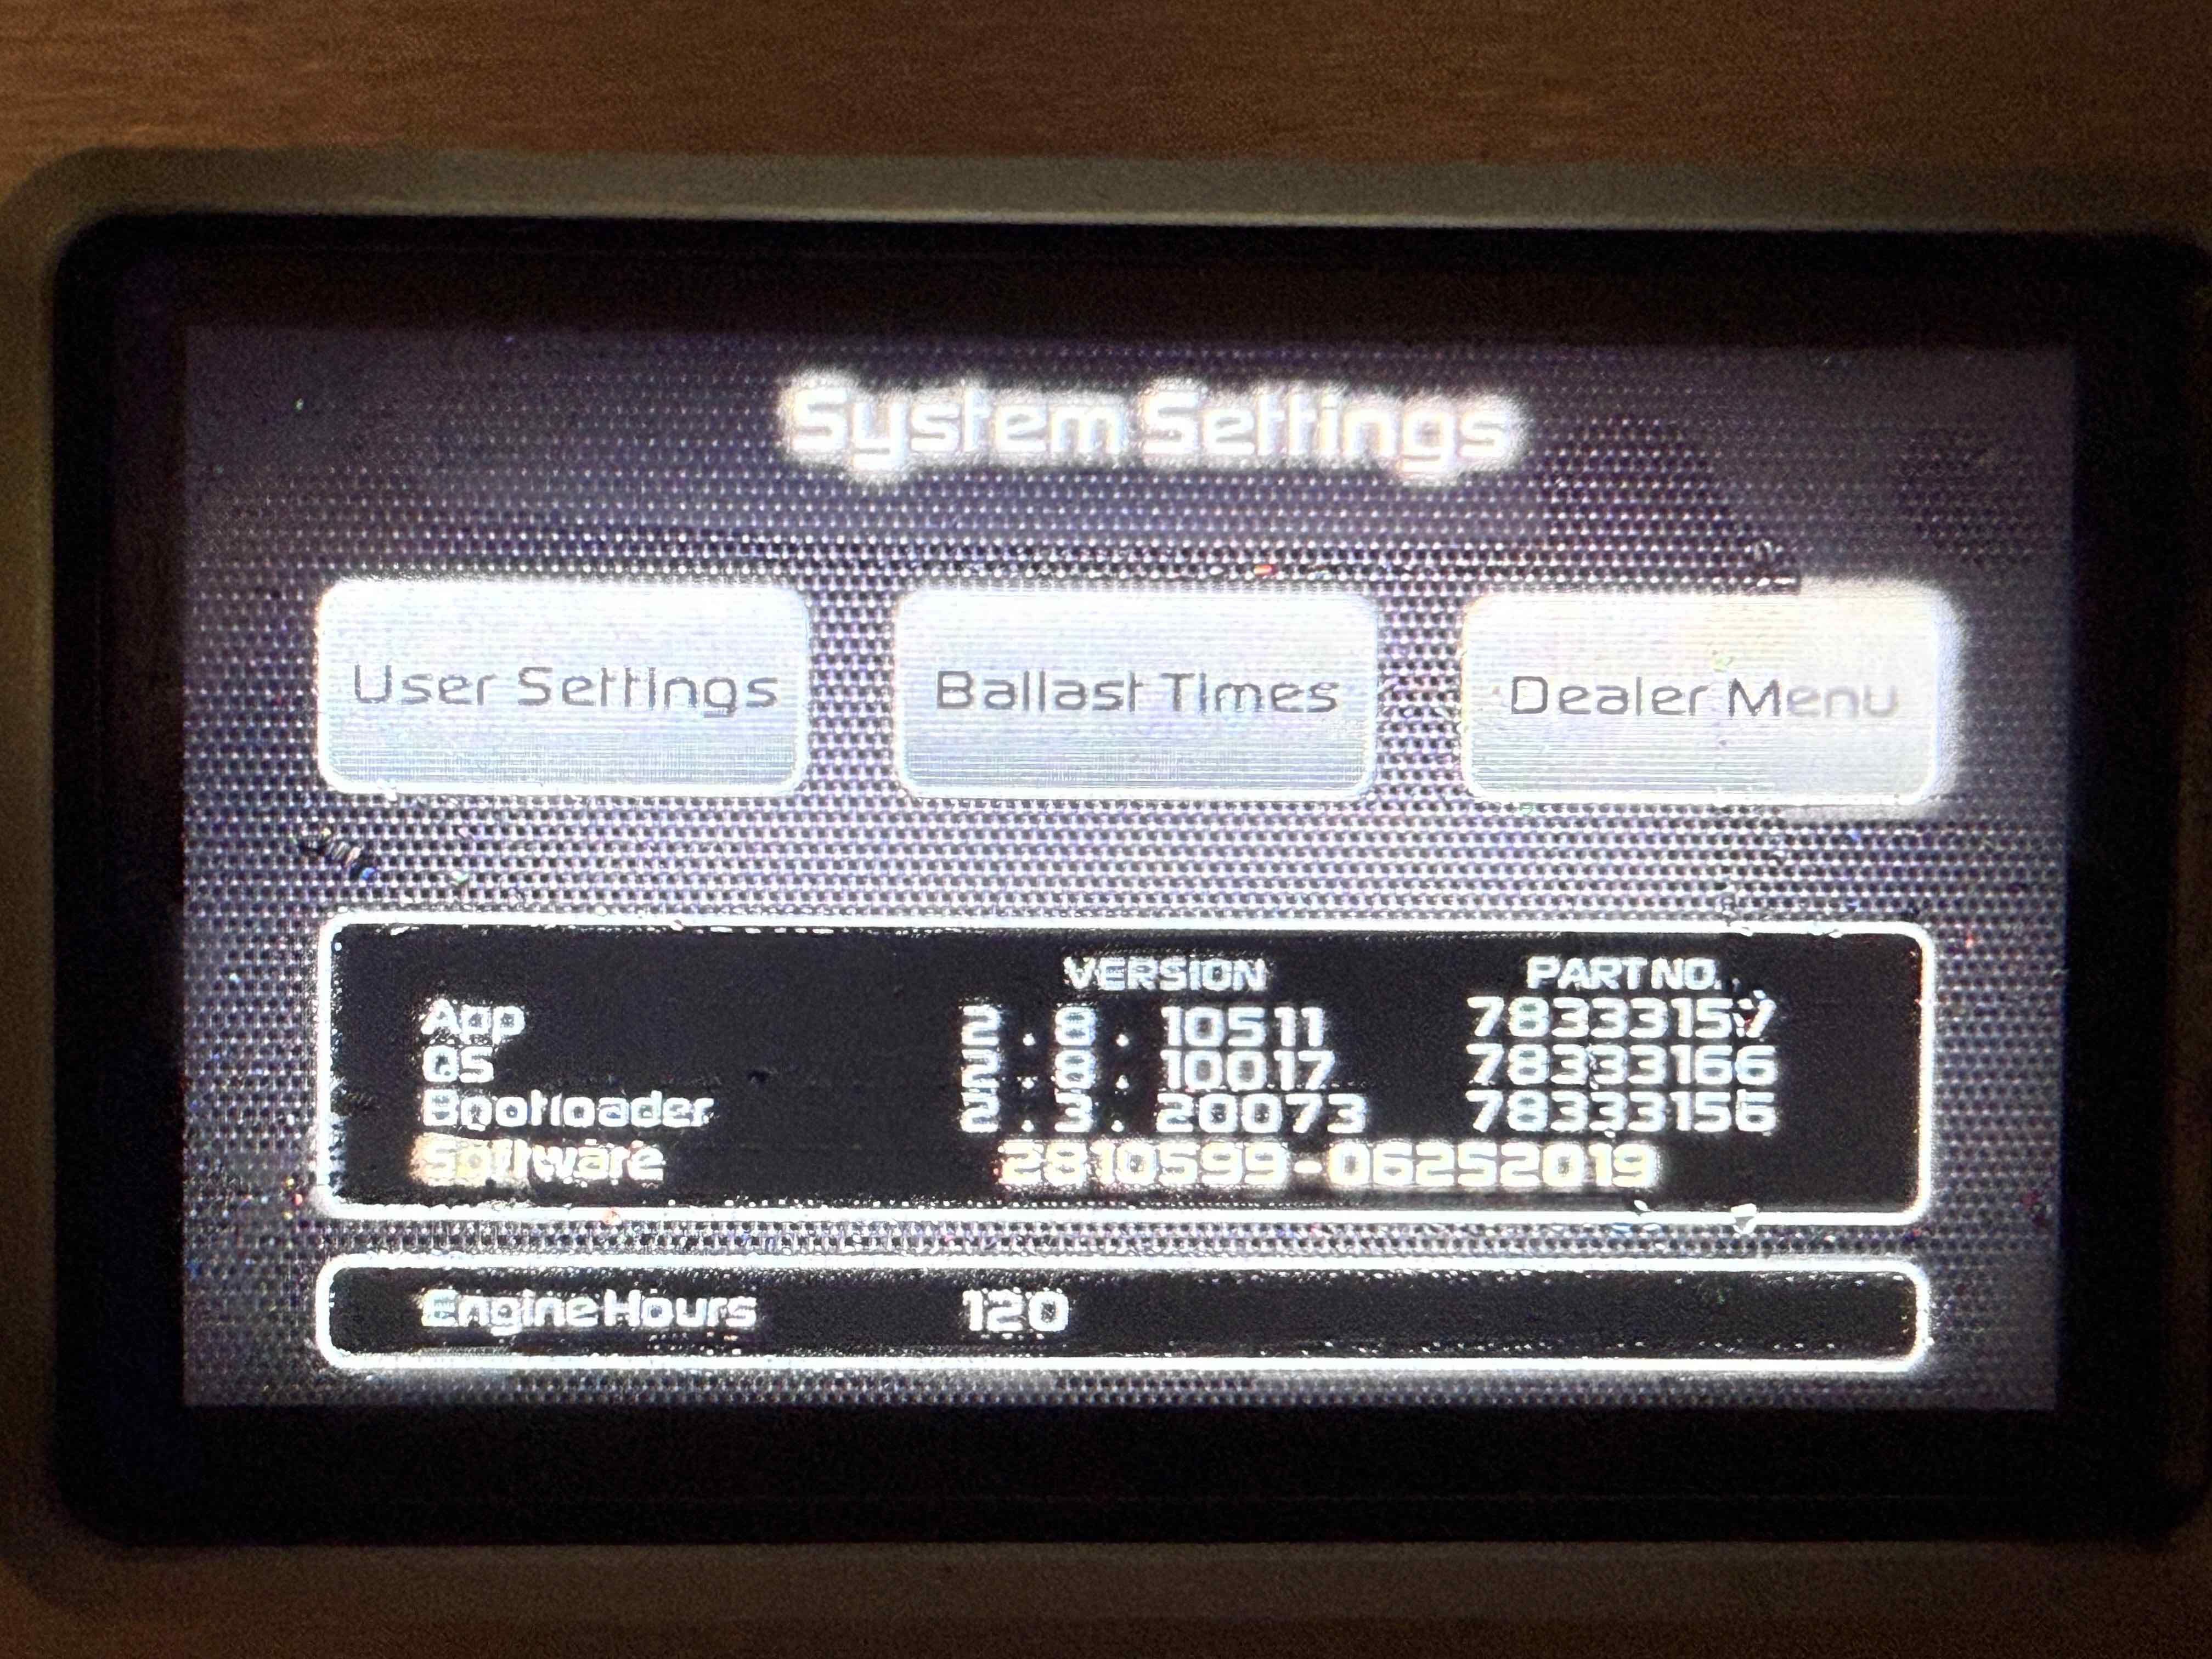 System Settings
User Settings Ballast Times Dealer Menu
VERSION PART NO.
App 2 . 8 . 10511 78333157
QS 2 . 8 . 10017 78333166
Bootloader 2 . 3 . 20073 78333156
Software 2810599-06252019
Engine Hours 120